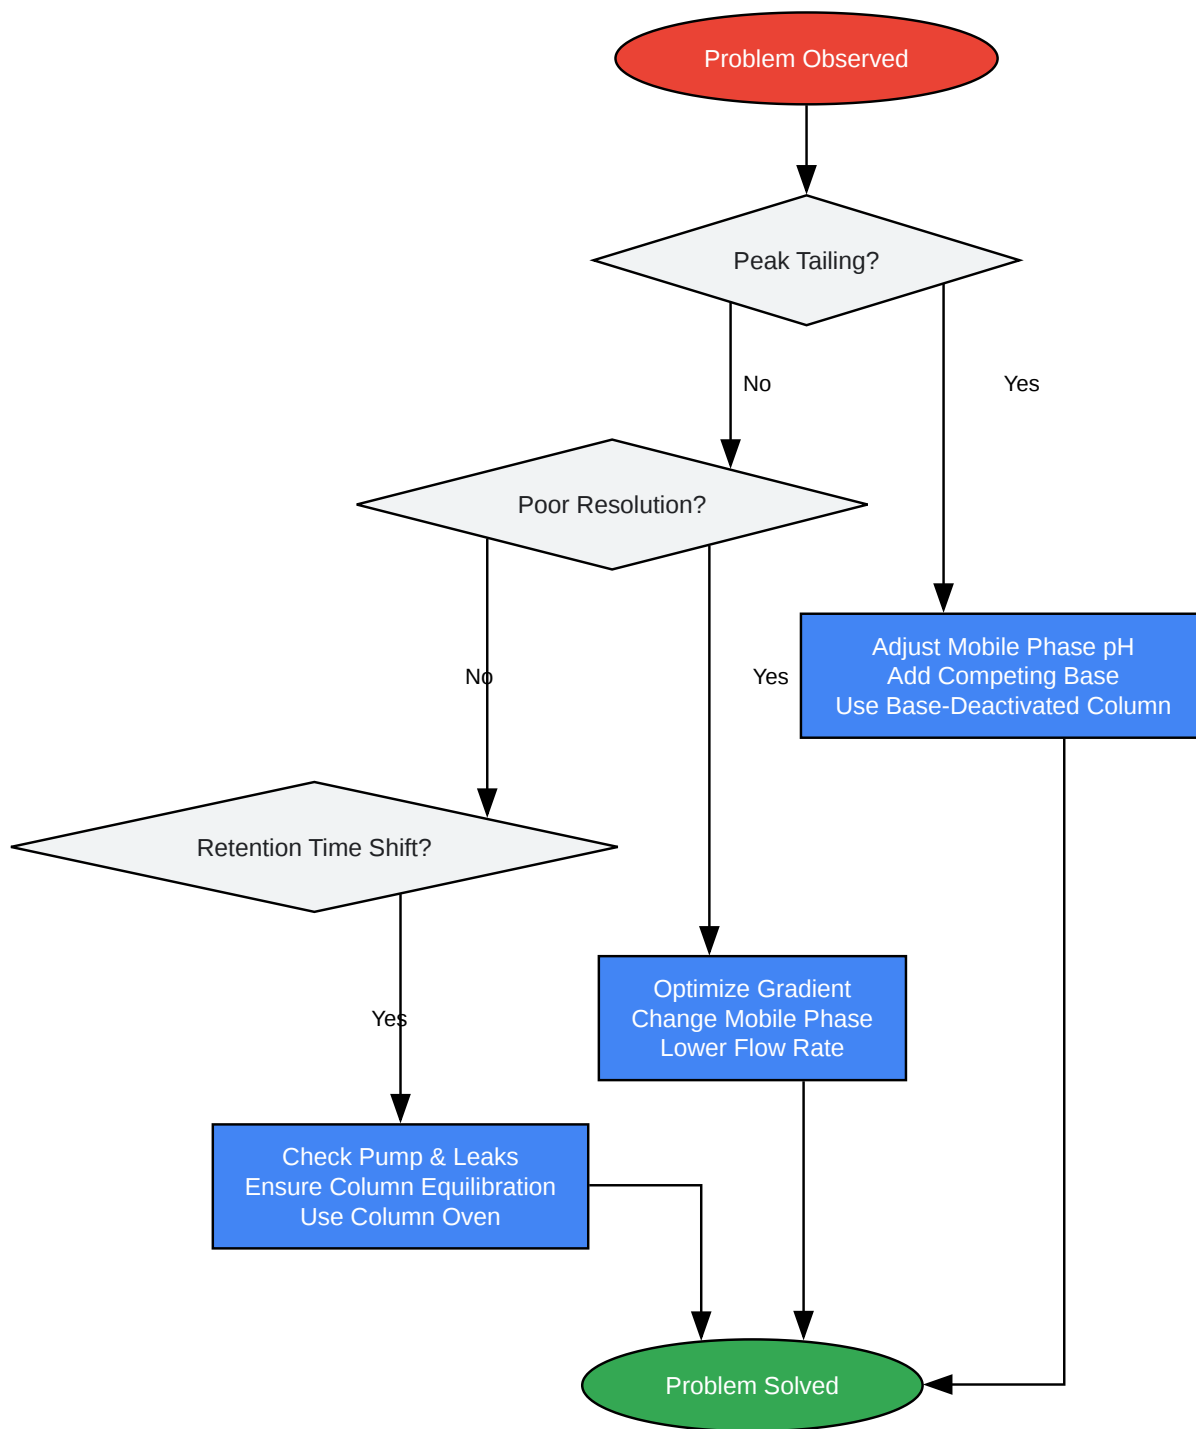 Problem Observed
Peak Tailing?
No
Yes
Poor Resolution?
Adjust Mobile Phase pH
Add Competing Base
Use Base-Deactivated Column
No
Yes
Retention Time Shift?
Optimize Gradient
Change Mobile Phase
Lower Flow Rate
Yes
Check Pump & Leaks
Ensure Column Equilibration
Use Column Oven
Problem Solved